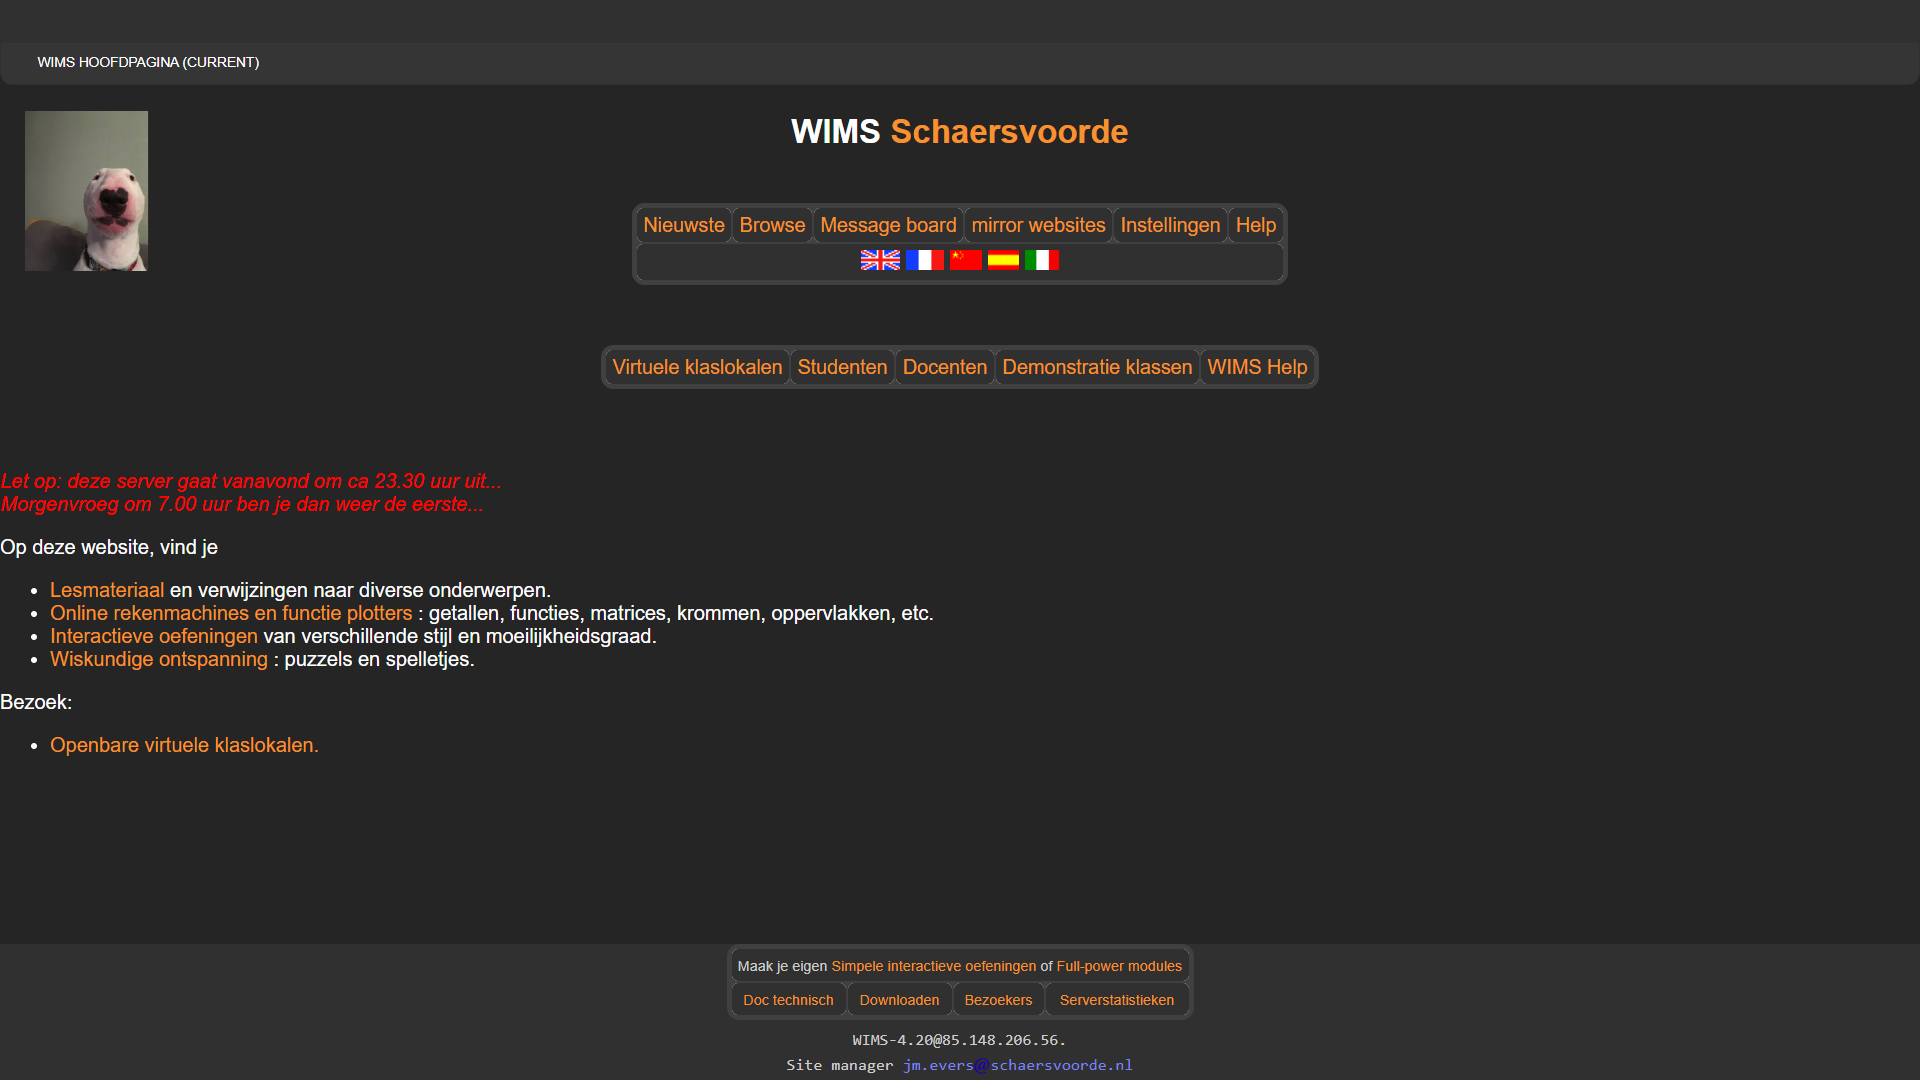 WIMS HOOFDPAGINA (CURRENT)
WIMS Schaersvoorde
Nieuwste Browse Message board mirror websites Instellingen Help
Virtuele klaslokalen Studenten Docenten Demonstratie klassen WIMS Help
Let op: deze server gaat vanavond om ca 23.30 uur uit...
Morgenvroeg om 7.00 uur ben je dan weer de eerste...
Op deze website, vind je
• Lesmateriaal en verwijzingen naar diverse onderwerpen.
• Online rekenmachines en functie plotters : getallen, functies, matrices, krommen, oppervlakken, etc.
• Interactieve oefeningen van verschillende stijl en moeilijkheidsgraad.
• Wiskundige ontspanning : puzzels en spelletjes.
Bezoek:
• Openbare virtuele klaslokalen.
Maak je eigen Simpele interactieve oefeningen of Full-power modules
Doc technisch Downloaden Bezoekers Serverstatistieken
WIMS-4.20@85.148.206.56.
Site manager jm.evers@schaersvoorde.nl